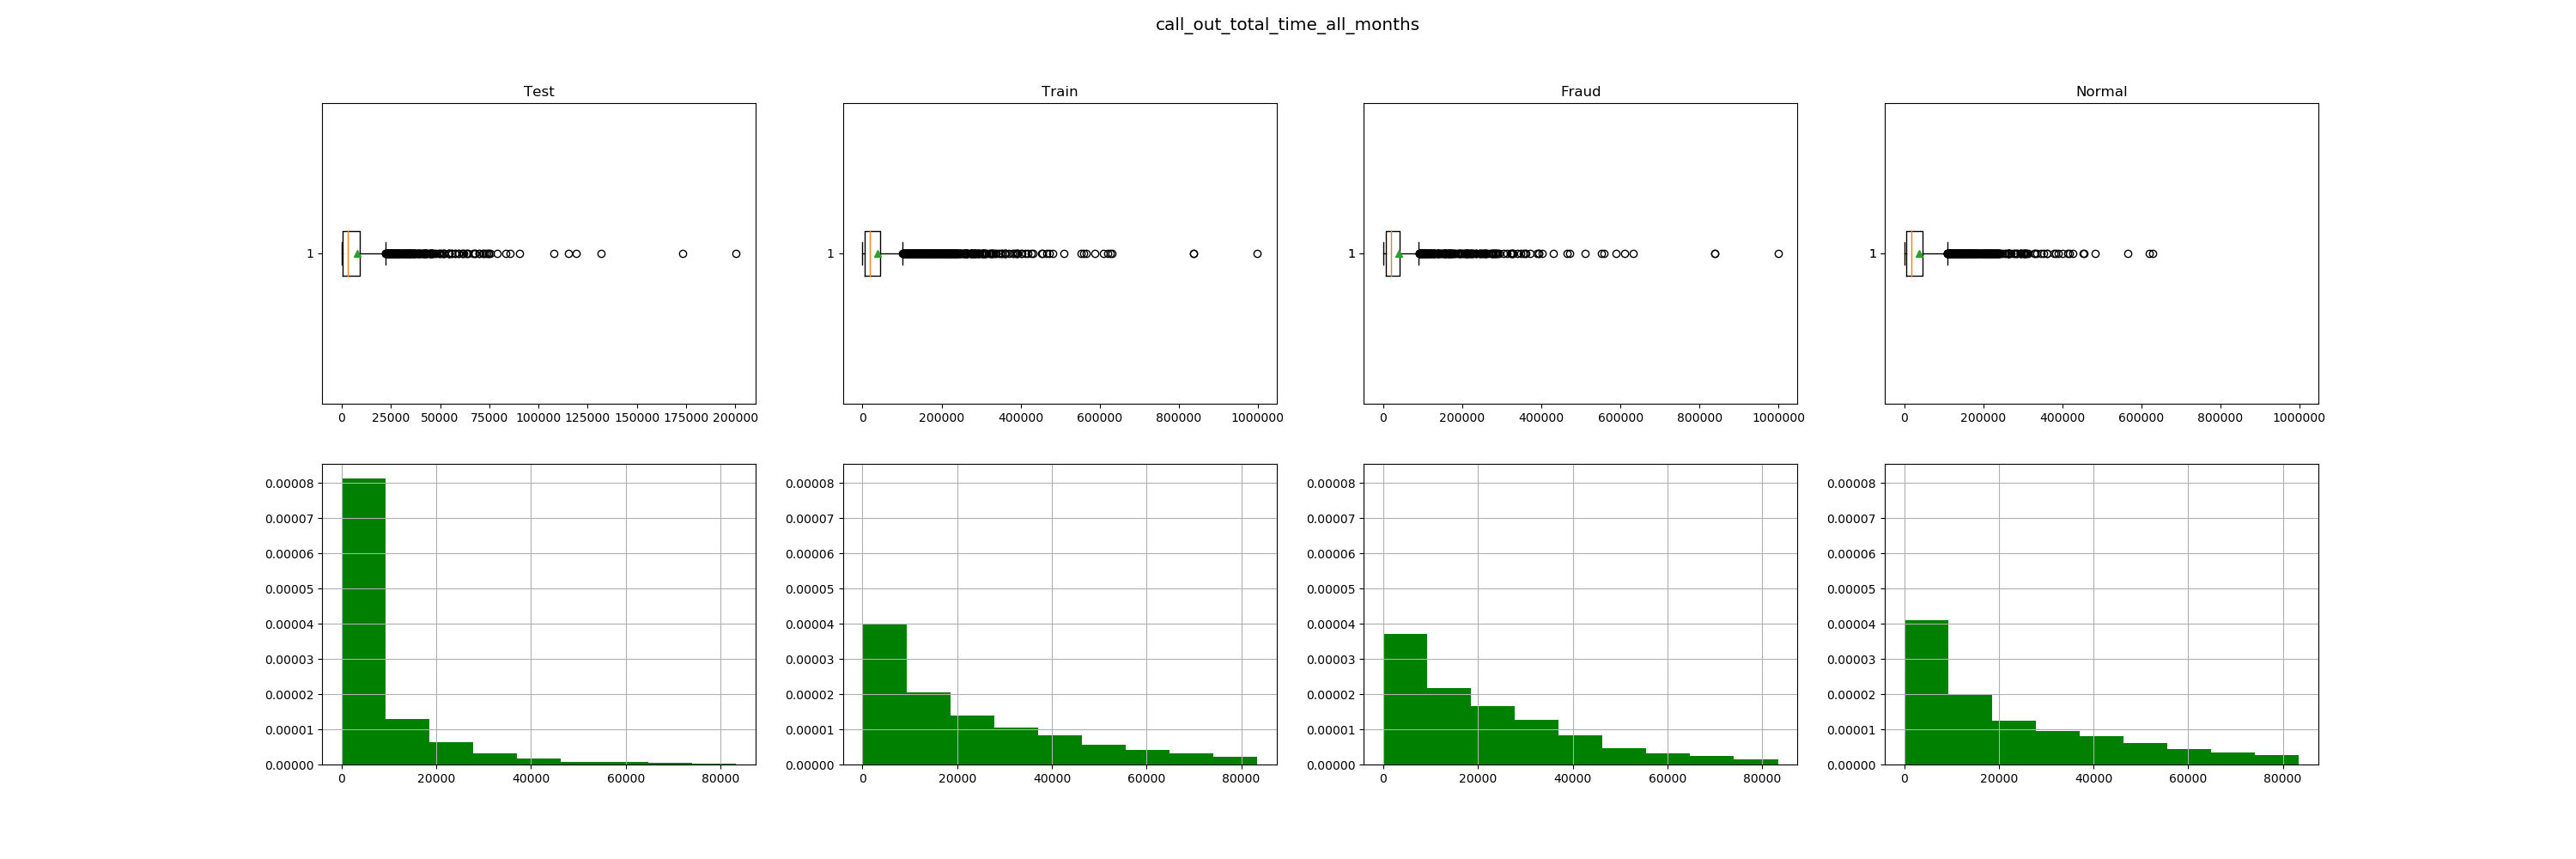 call_out_total_time_all_months
Test Train Fraud Normal
1 1 1 1
0 25000 50000 75000 100000 125000 150000 175000 200000 0 200000 400000 600000 800000 1000000 0 200000 400000 600000 800000 1000000 0 200000 400000 600000 800000 1000000
0.00008 0.00008 0.00008 0.00008
0.00007 0.00007 0.00007 0.00007
0.00006 0.00006 0.00006 0.00006
0.00005 0.00005 0.00005 0.00005
0.00004 0.00004 0.00004 0.00004
0.00003 0.00003 0.00003 0.00003
0.00002 0.00002 0.00002 0.00002
0.00001 0.00001 0.00001 0.00001
0.00000 0.00000 0.00000 0.00000
0 20000 40000 60000 80000 0 20000 40000 60000 80000 0 20000 40000 60000 80000 0 20000 40000 60000 80000